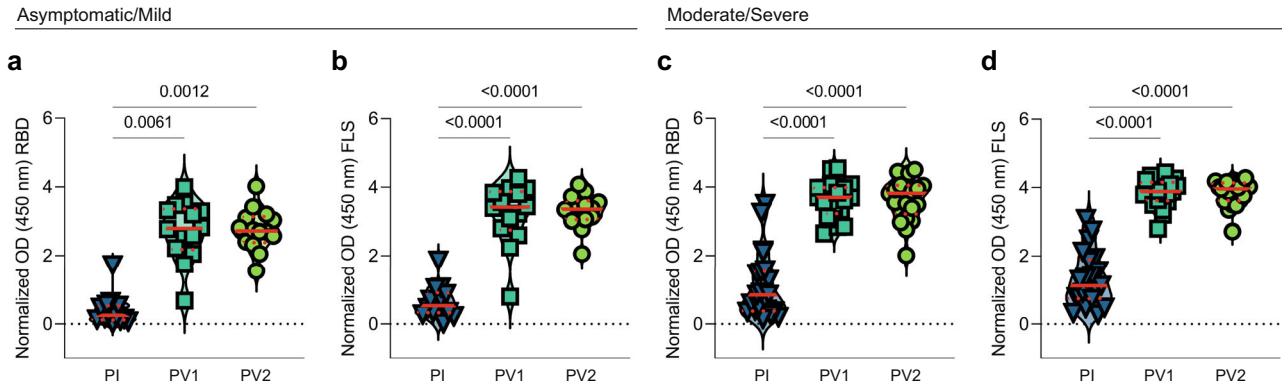 Asymptomatic/Mild
Moderate/Severe
a
0.0012
0.0061
Normalized OD (450 nm) RBD
6
4
2
0
PI
PV1
PV2
b
<0.0001
<0.0001
Normalized OD (450 nm) FLS
6
4
2
0
PI
PV1
PV2
c
<0.0001
<0.0001
Normalized OD (450 nm) RBD
6
4
2
0
PI
PV1
PV2
d
<0.0001
<0.0001
Normalized OD (450 nm) FLS
6
4
2
0
PI
PV1
PV2